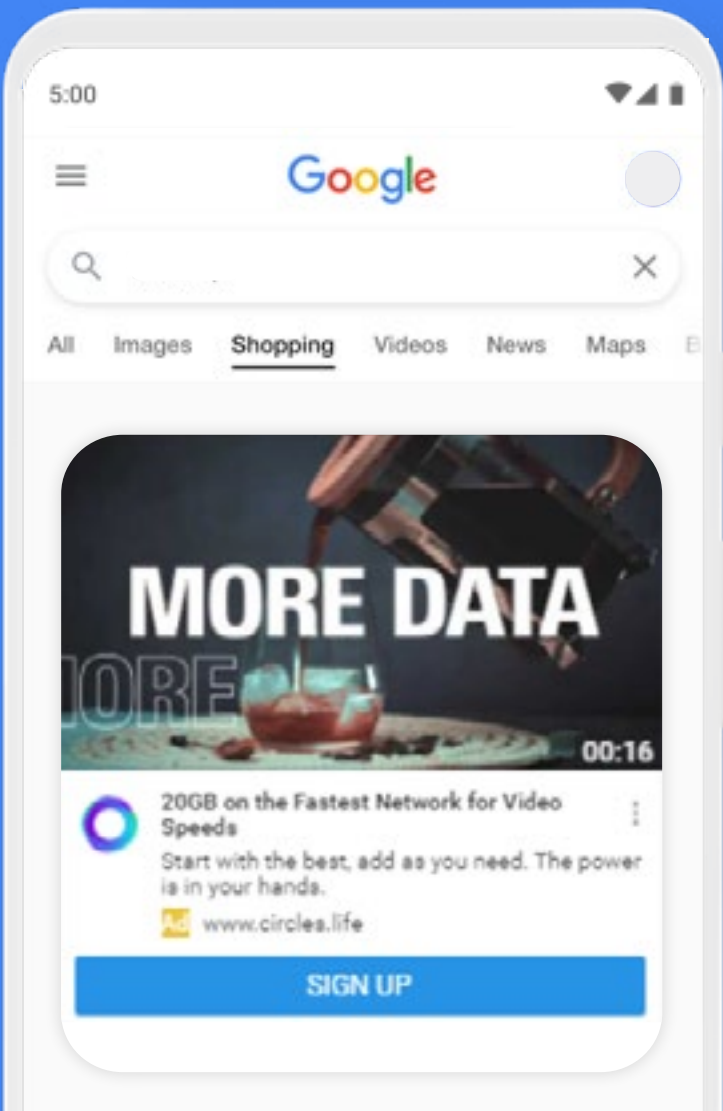 5:00
Google
All Images Shopping Videos News Maps
MORE DATA
MORE
00:16
20GB on the Fastest Network for Video
Speeds
Start with the best, add as you need. The power
is in your hands.
Ad www.circles.life
SIGN UP